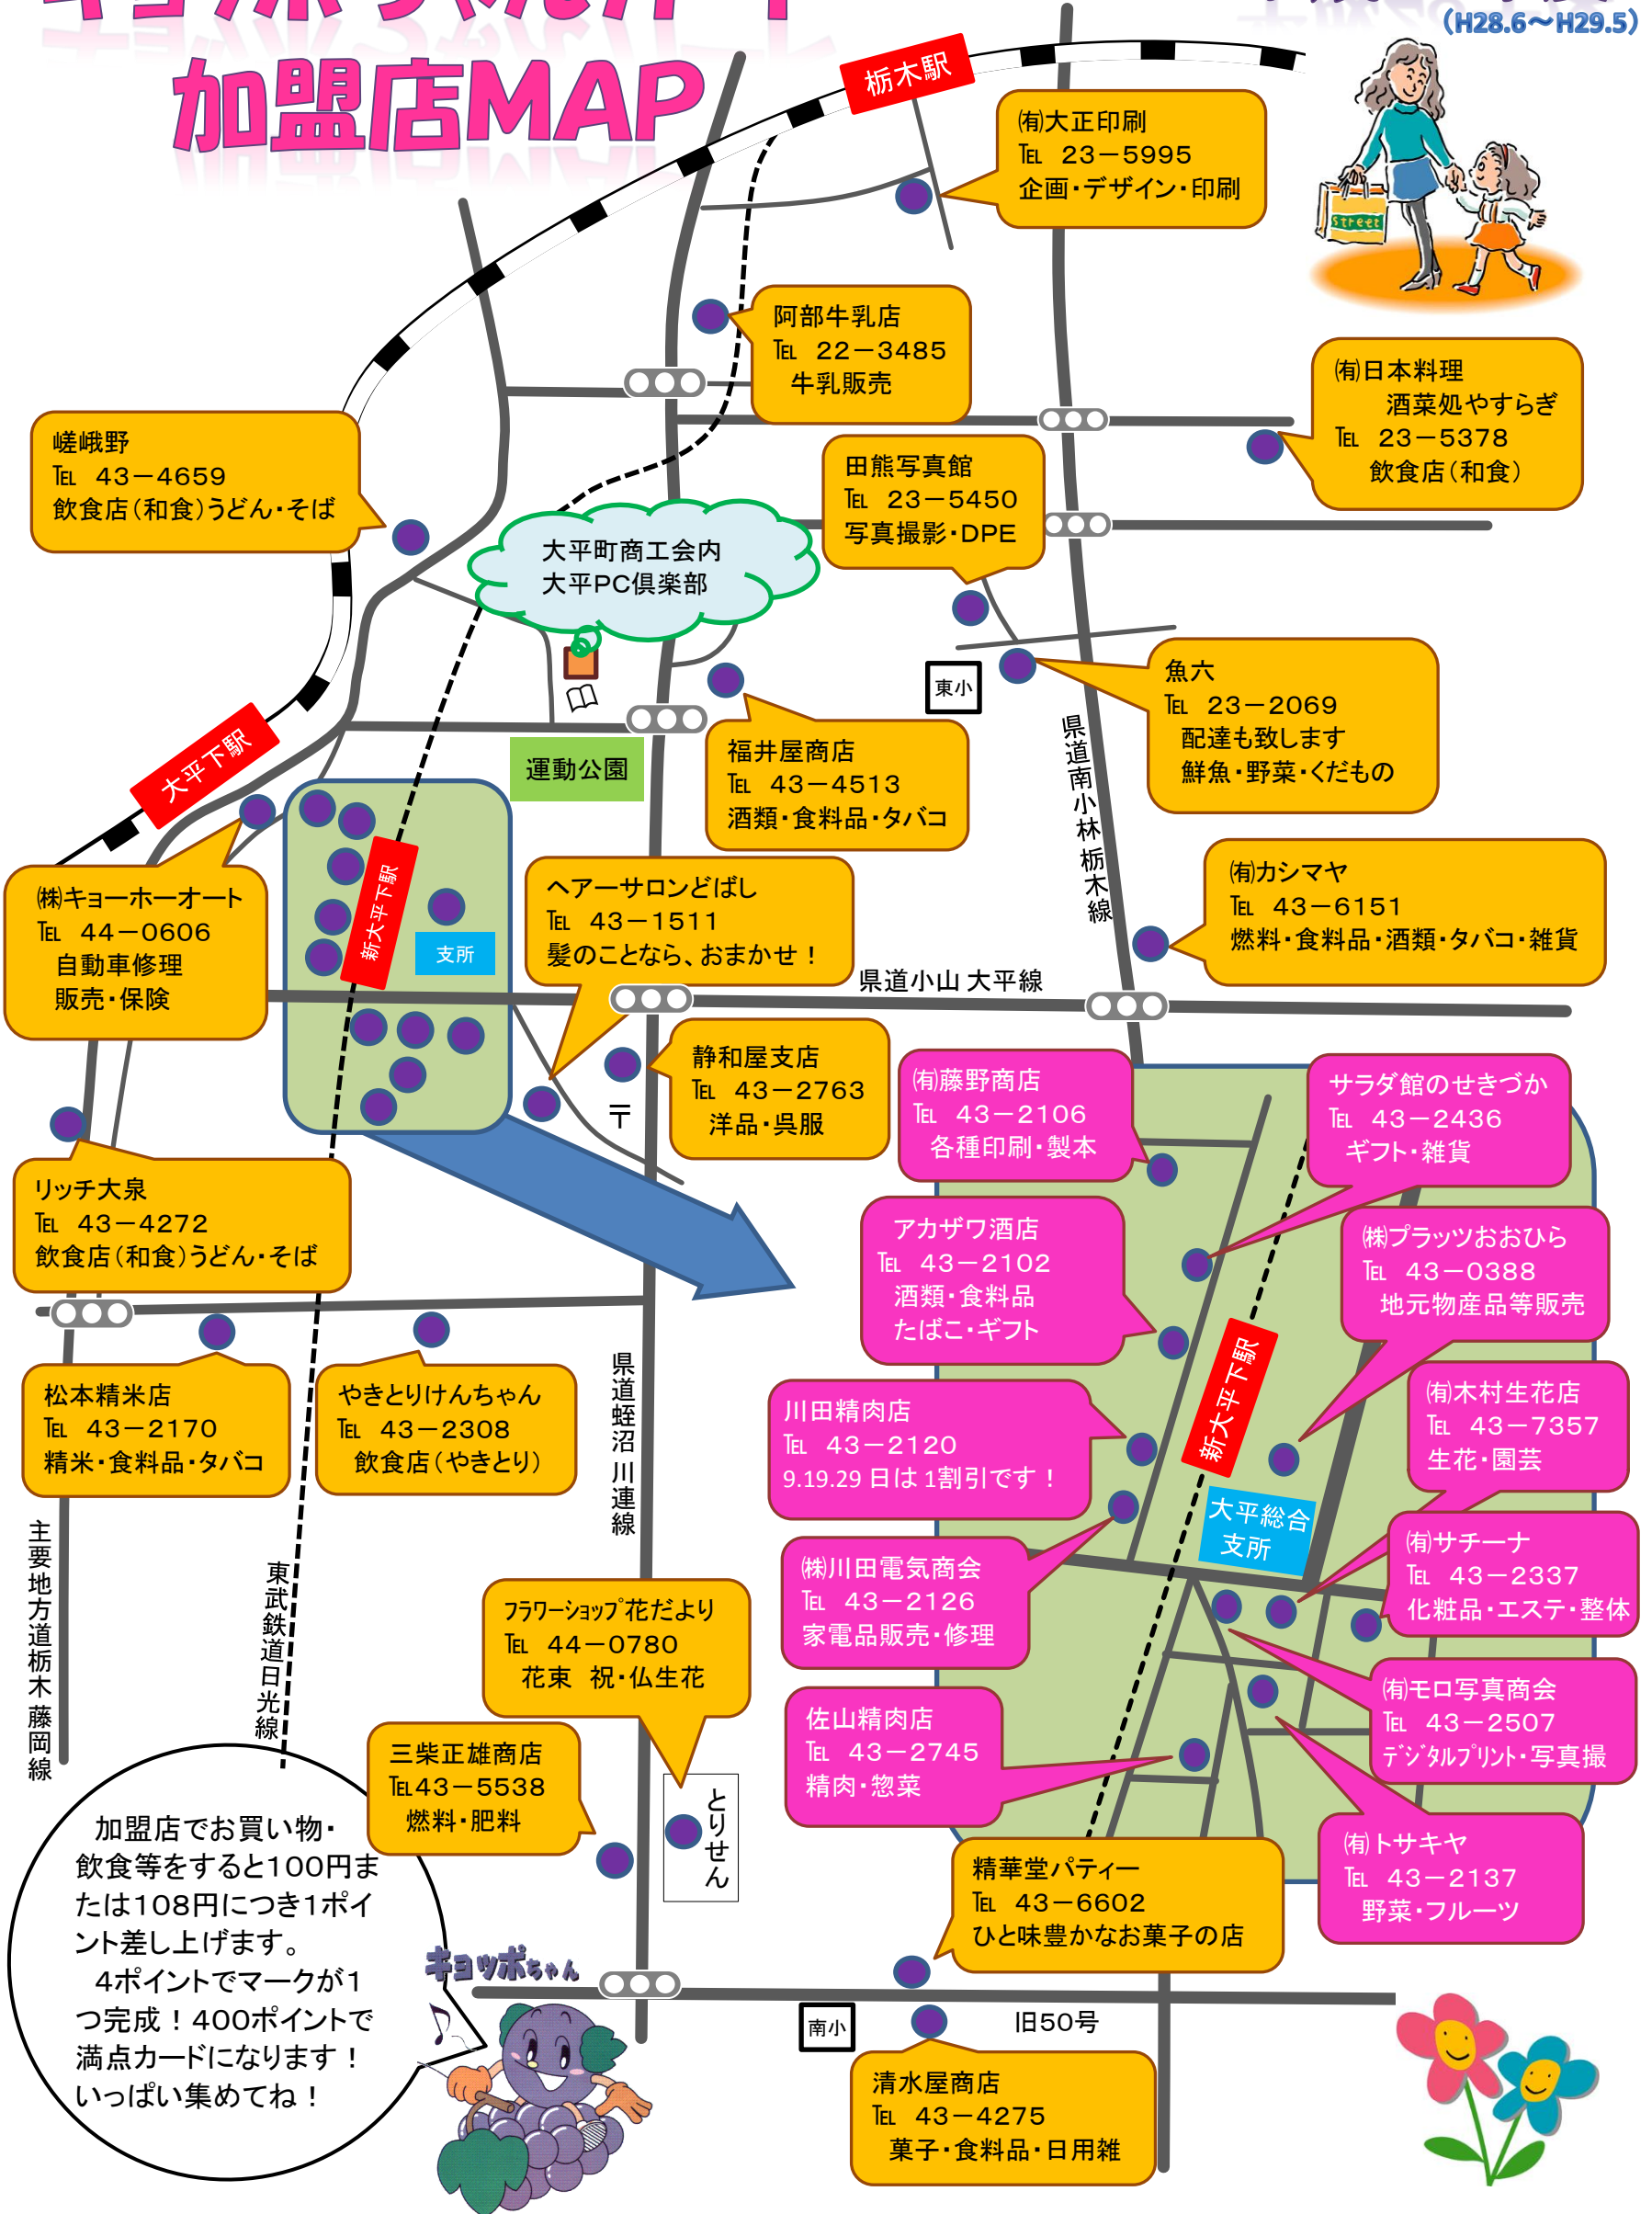 加盟店MAP
(H28.6～H29.5)
栃木駅
㈲大正印刷
℡ 23－5995
企画・デザイン・印刷
street
阿部牛乳店
℡ 22－3485
牛乳販売
㈲日本料理
酒菜処やすらぎ
℡ 23－5378
飲食店（和食）
嵯峨野
℡ 43－4659
飲食店（和食）うどん・そば
田熊写真館
℡ 23－5450
写真撮影・DPE
大平町商工会内
大平PC倶楽部
東小
魚六
℡ 23－2069
配達も致します
鮮魚・野菜・くだもの
大平下駅
運動公園
福井屋商店
℡ 43－4513
酒類・食料品・タバコ
県道南小林栃木線
㈱キョーホーオート
℡ 44－0606
自動車修理
販売・保険
新大平下駅
支所
ヘアーサロンどばし
℡ 43－1511
髪のことなら、おまかせ！
㈲カシマヤ
℡ 43－6151
燃料・食料品・酒類・タバコ・雑貨
県道小山大平線
静和屋支店
℡ 43－2763
洋品・呉服
〒
㈲藤野商店
℡ 43－2106
各種印刷・製本
サラダ館のせきづか
℡ 43－2436
ギフト・雑貨
リッチ大泉
℡ 43－4272
飲食店（和食）うどん・そば
アカザワ酒店
℡ 43－2102
酒類・食料品
たばこ・ギフト
㈱プラッツおおひら
℡ 43－0388
地元物産品等販売
松本精米店
℡ 43－2170
精米・食料品・タバコ
やきとりけんちゃん
℡ 43－2308
飲食店（やきとり）
県道蛭沼川連線
川田精肉店
℡ 43－2120
9.19.29 日は 1割引です！
新大平下駅
㈲木村生花店
℡ 43－7357
生花・園芸
大平総合
支所
㈱川田電気商会
℡ 43－2126
家電品販売・修理
㈲サチーナ
℡ 43－2337
化粧品・エステ・整体
主要地方道栃木藤岡線
東武鉄道日光線
ﾌﾗﾜｰｼｮｯﾌﾟ花だより
℡ 44－0780
花束 祝・仏生花
㈲モロ写真商会
℡ 43－2507
ﾃﾞｼﾞﾀﾙﾌﾟﾘﾝﾄ・写真撮
佐山精肉店
℡ 43－2745
精肉・惣菜
三柴正雄商店
℡43－5538
燃料・肥料
とりせん
㈲トサキヤ
℡ 43－2137
野菜・フルーツ
精華堂パティー
℡ 43－6602
ひと味豊かなお菓子の店
加盟店でお買い物・
飲食等をすると100円ま
たは108円につき1ポイ
ント差し上げます。
4ポイントでマークが1
つ完成！400ポイントで
満点カードになります！
いっぱい集めてね！
キヨツポちゃん
南小
旧50号
清水屋商店
℡ 43－4275
菓子・食料品・日用雑